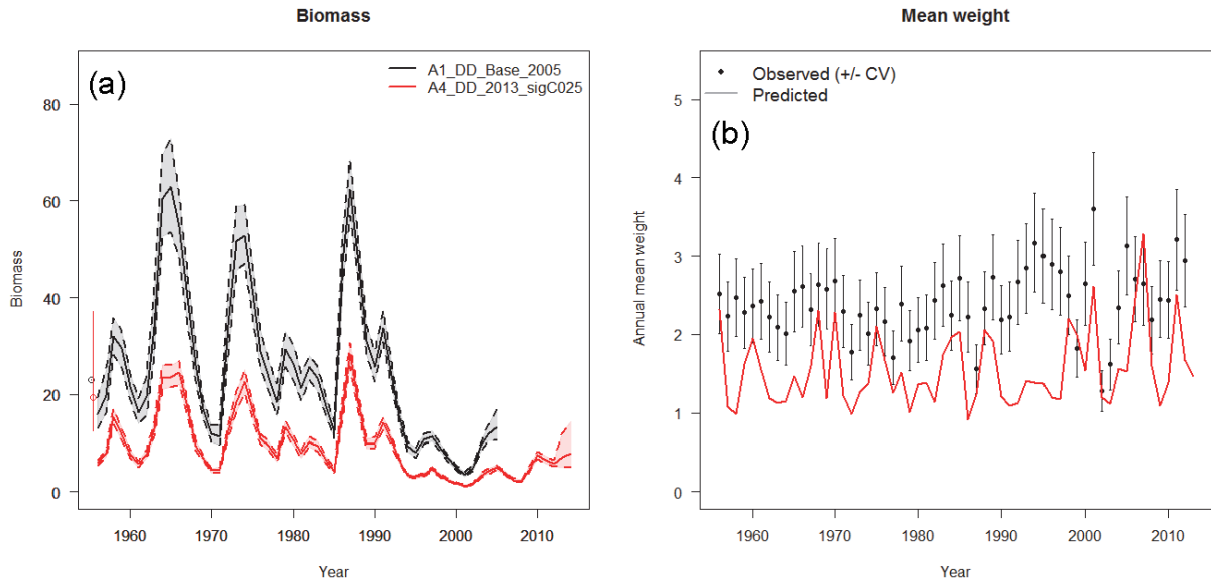 Biomass
(a)
A1_DD_Base_2005
A4_DD_2013_sigC025
Biomass
80
60
40
20
0
1960 1970 1980 1990 2000 2010
Year
Mean weight
Observed (+/- CV)
Predicted
(b)
Annual mean weight
5
4
3
2
1
0
1960 1970 1980 1990 2000 2010
Year